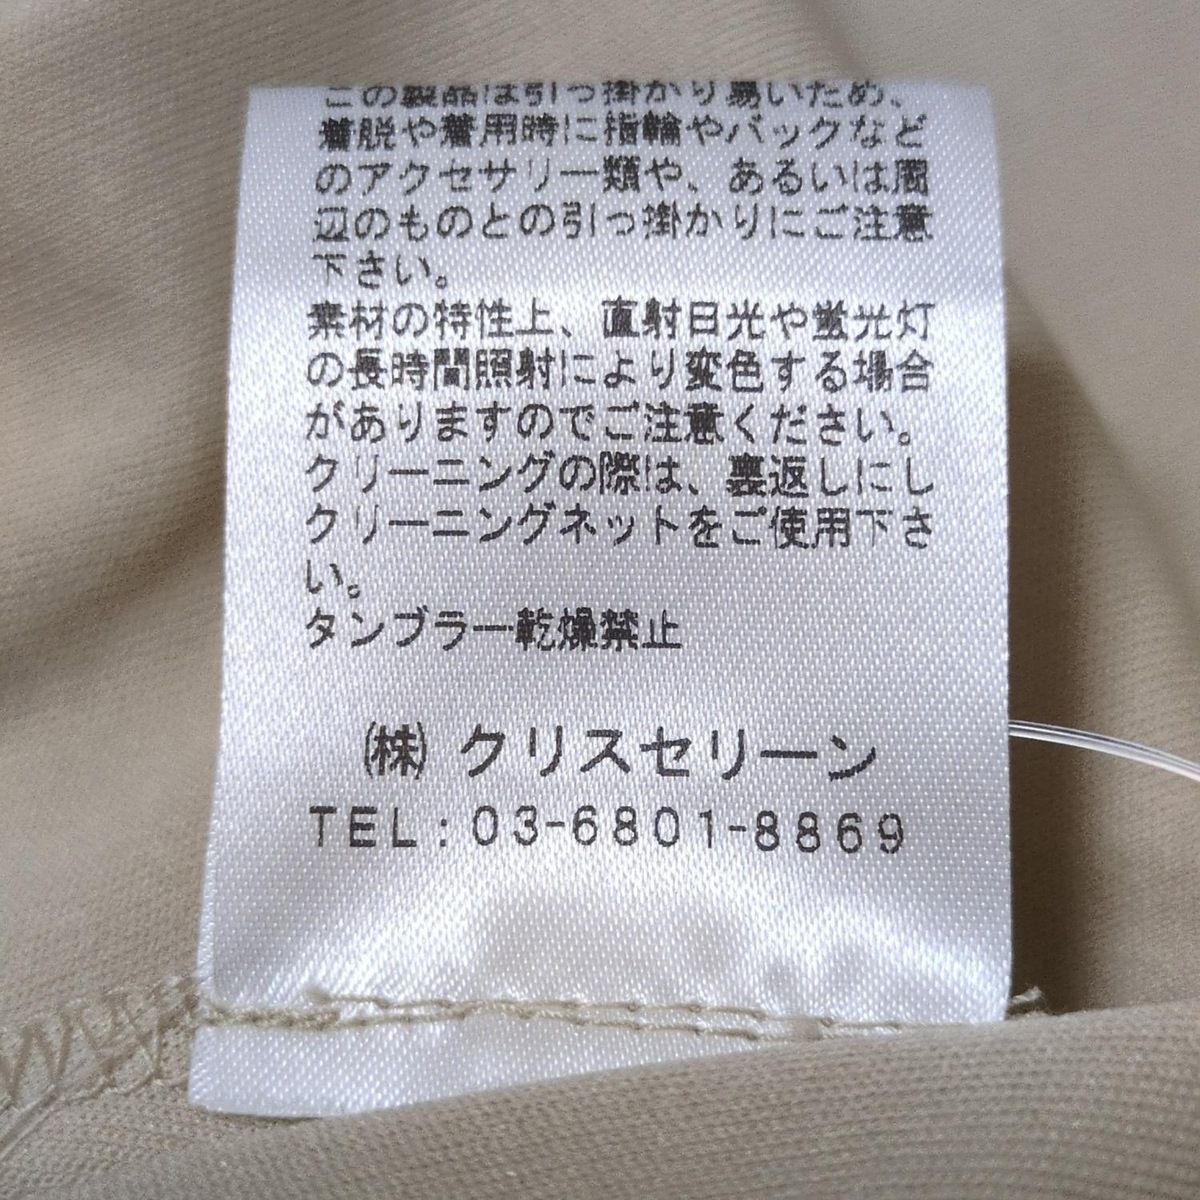 この製品は引っ掛かり易いため、
着脱や着用時に指輪やバックなど
のアクセサリー類や、あるいは周
辺のものとの引っ掛かりにご注意
下さい。
素材の特性上、直射日光や蛍光灯
の長時間照射により変色する場合
がありますのでご注意ください。
クリーニングの際は、裏返しにし
クリーニングネットをご使用下さ
い。
タンブラー乾燥禁止
㈱クリスセリーン
TEL:03-6801-8869